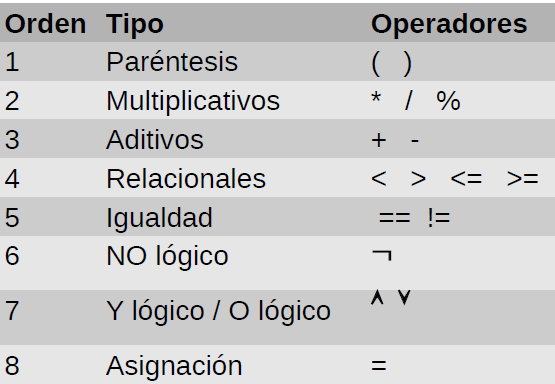 Orden Tipo Operadores
1 Paréntesis ( )
2 Multiplicativos * / %
3 Aditivos + -
4 Relacionales < > <= >=
5 Igualdad == !=
6 NO lógico ¬
7 Y lógico / O lógico ∧ ∨
8 Asignación =